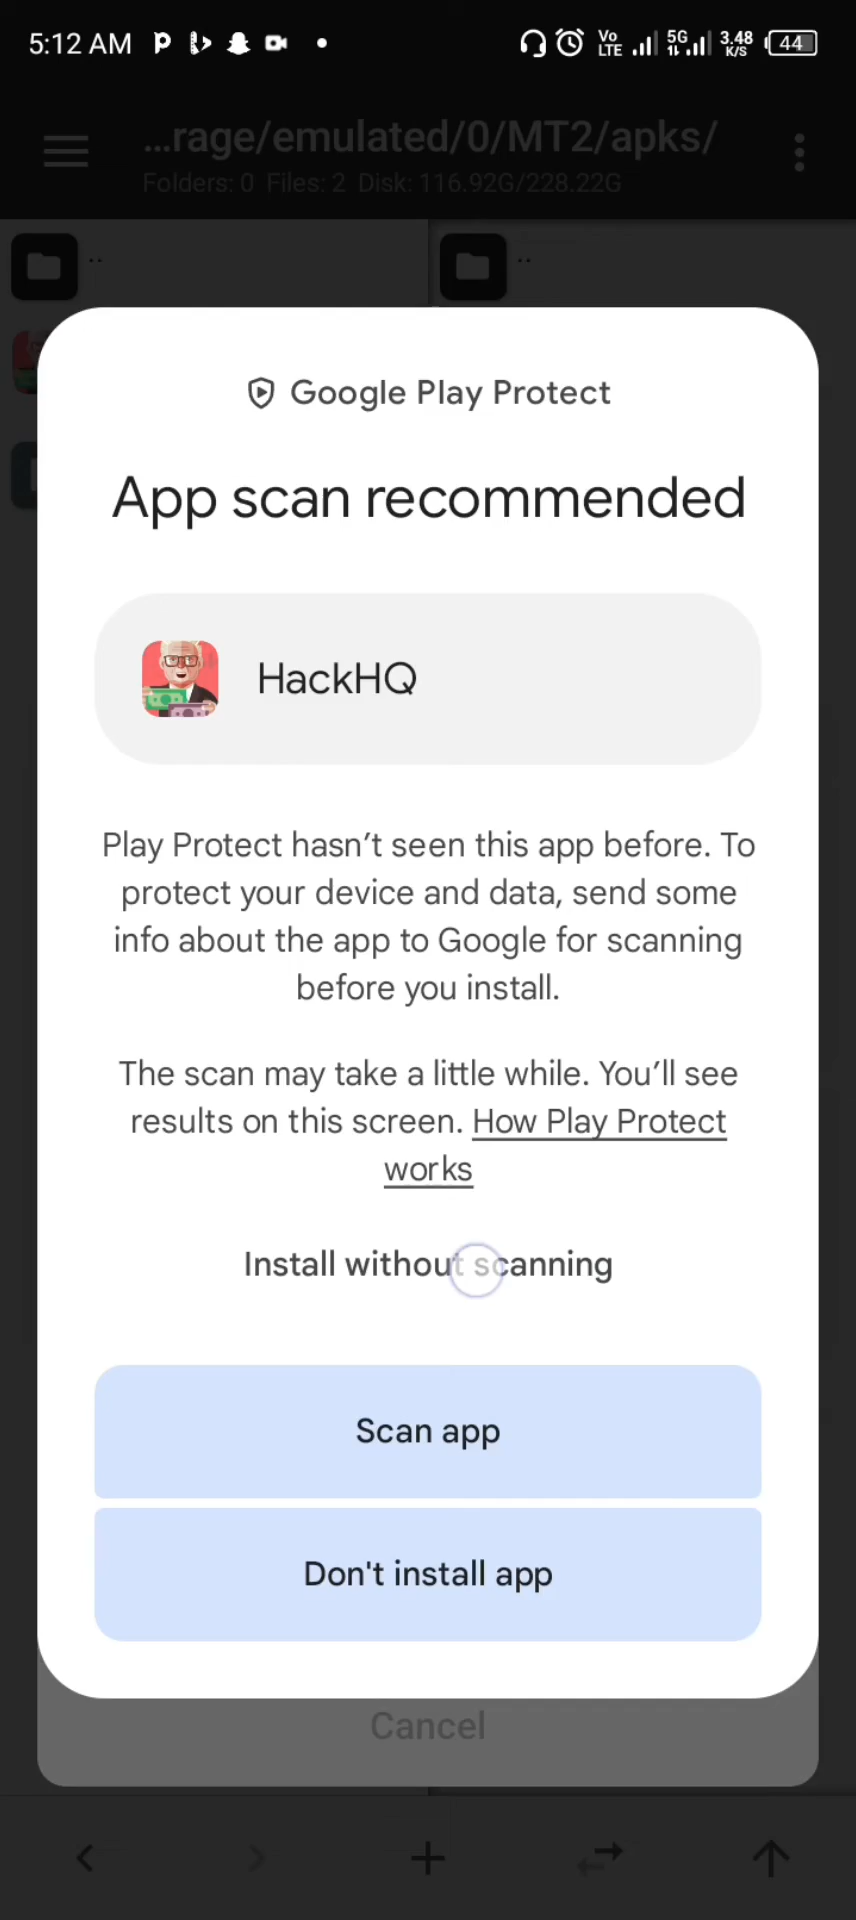 5:12 AM
Vo LTE 5G 3.48 K/S 44
...rage/emulated/0/MT2/apks/
Folders: 0 Files: 2 Disk: 116.92G/228.22G
..
..
Google Play Protect
App scan recommended
HackHQ
Play Protect hasn’t seen this app before. To
protect your device and data, send some
info about the app to Google for scanning
before you install.
The scan may take a little while. You’ll see
results on this screen. How Play Protect
works
Install without scanning
Scan app
Don't install app
Cancel